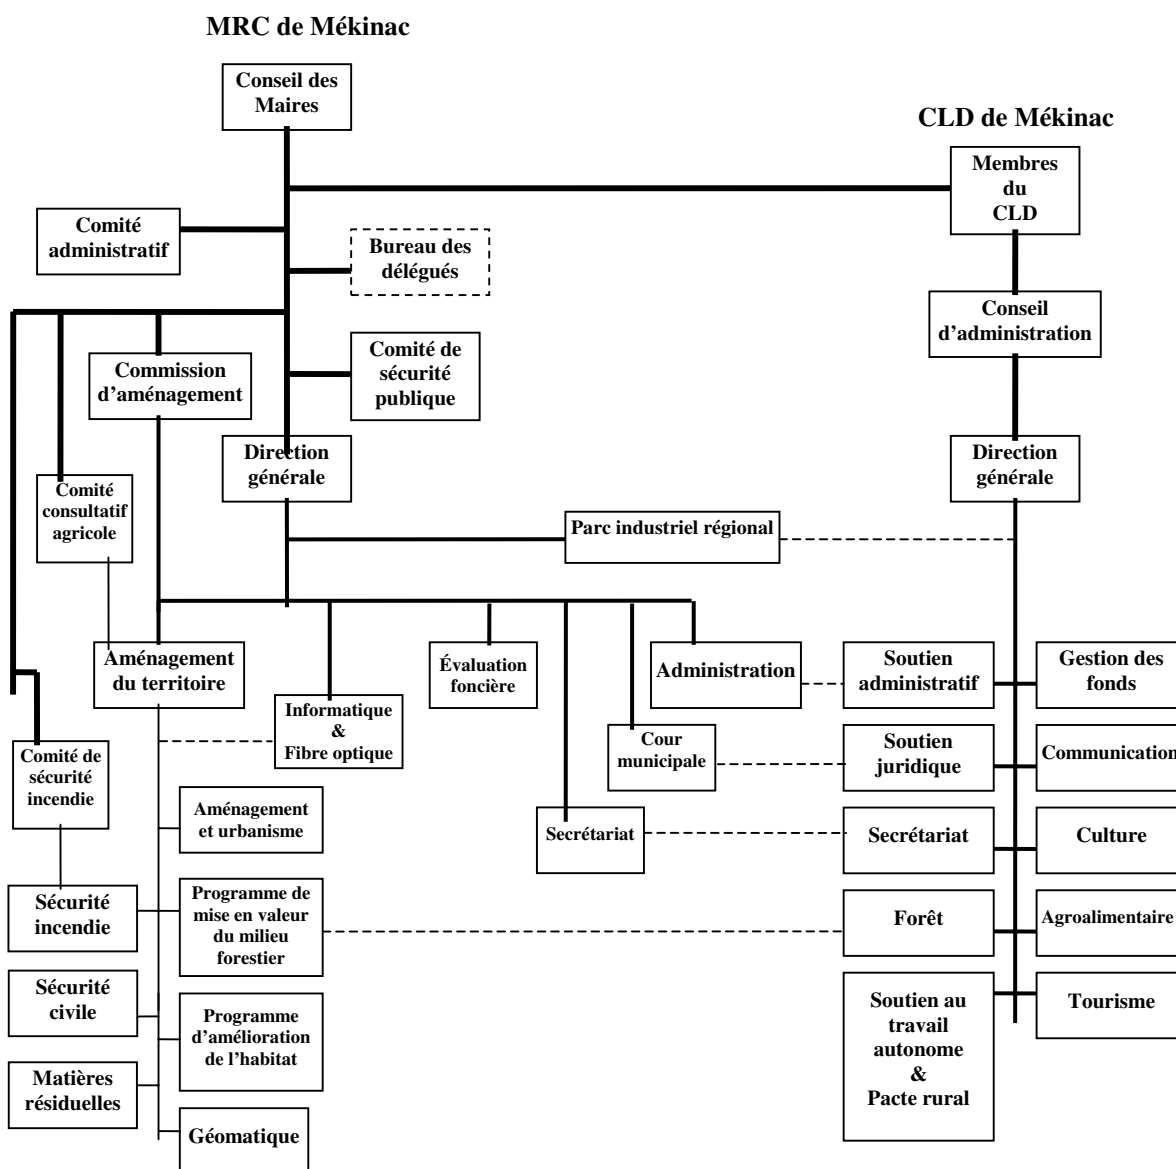 MRC de Mékinac
Conseil des
Maires
CLD de Mékinac
Membres
du
CLD
Comité
administratif
Bureau des
délégués
Conseil
d’administration
Comité de
sécurité
publique
Commission
d’aménagement
Direction
générale
Direction
générale
Comité
consultatif
agricole
Parc industriel régional
Aménagement
du territoire
Évaluation
foncière
Administration
Soutien
administratif
Gestion des
fonds
Informatique
&
Fibre optique
Cour
municipale
Soutien
juridique
Communication
Comité de
sécurité
incendie
Aménagement
et urbanisme
Secrétariat
Secrétariat
Culture
Sécurité
incendie
Programme de
mise en valeur
du milieu
forestier
Forêt
Agroalimentaire
Sécurité
civile
Programme
d’amélioration
de l’habitat
Soutien au
travail
autonome
&
Pacte rural
Tourisme
Matières
résiduelles
Géomatique